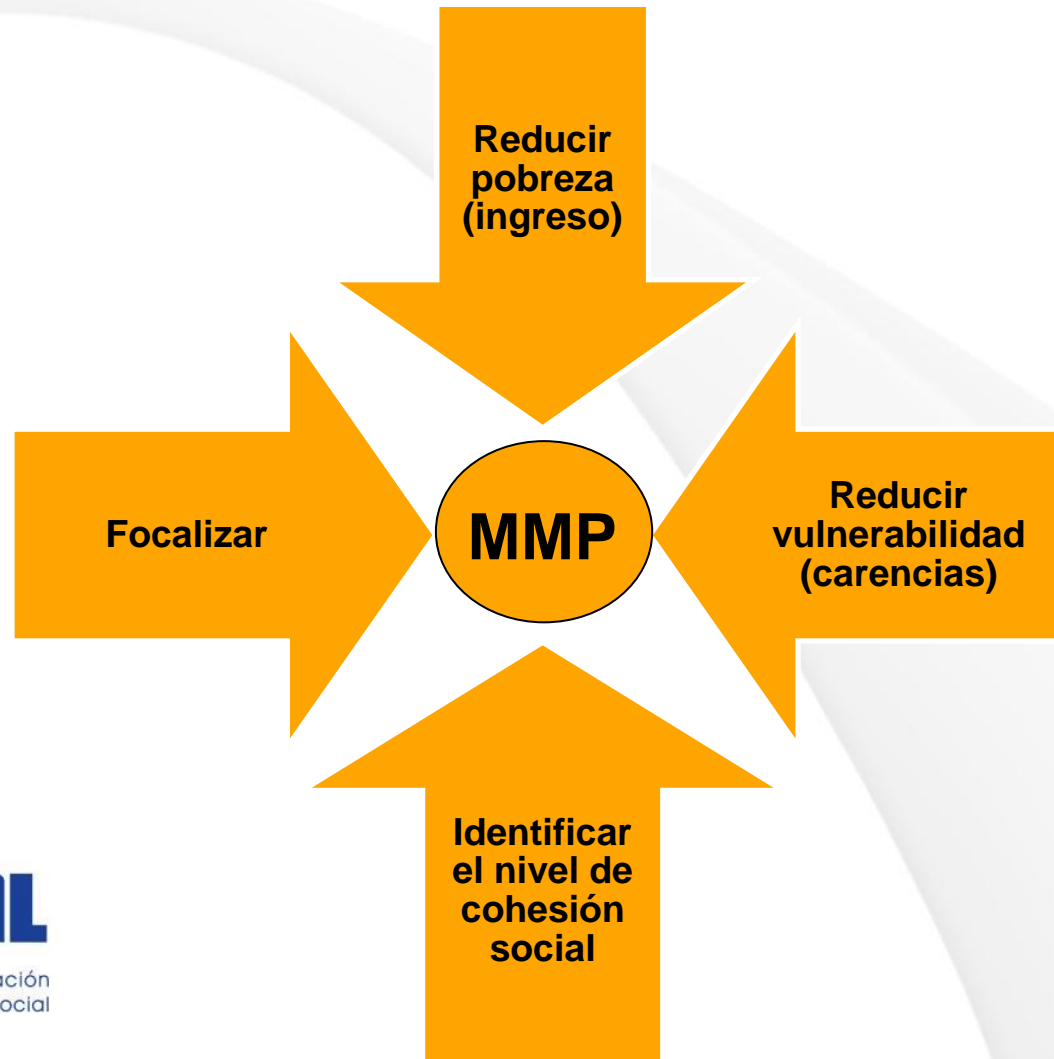 Reducir
pobreza
(ingreso)
Focalizar
MMP
Reducir
vulnerabilidad
(carencias)
Identificar
el nivel de
cohesión
social